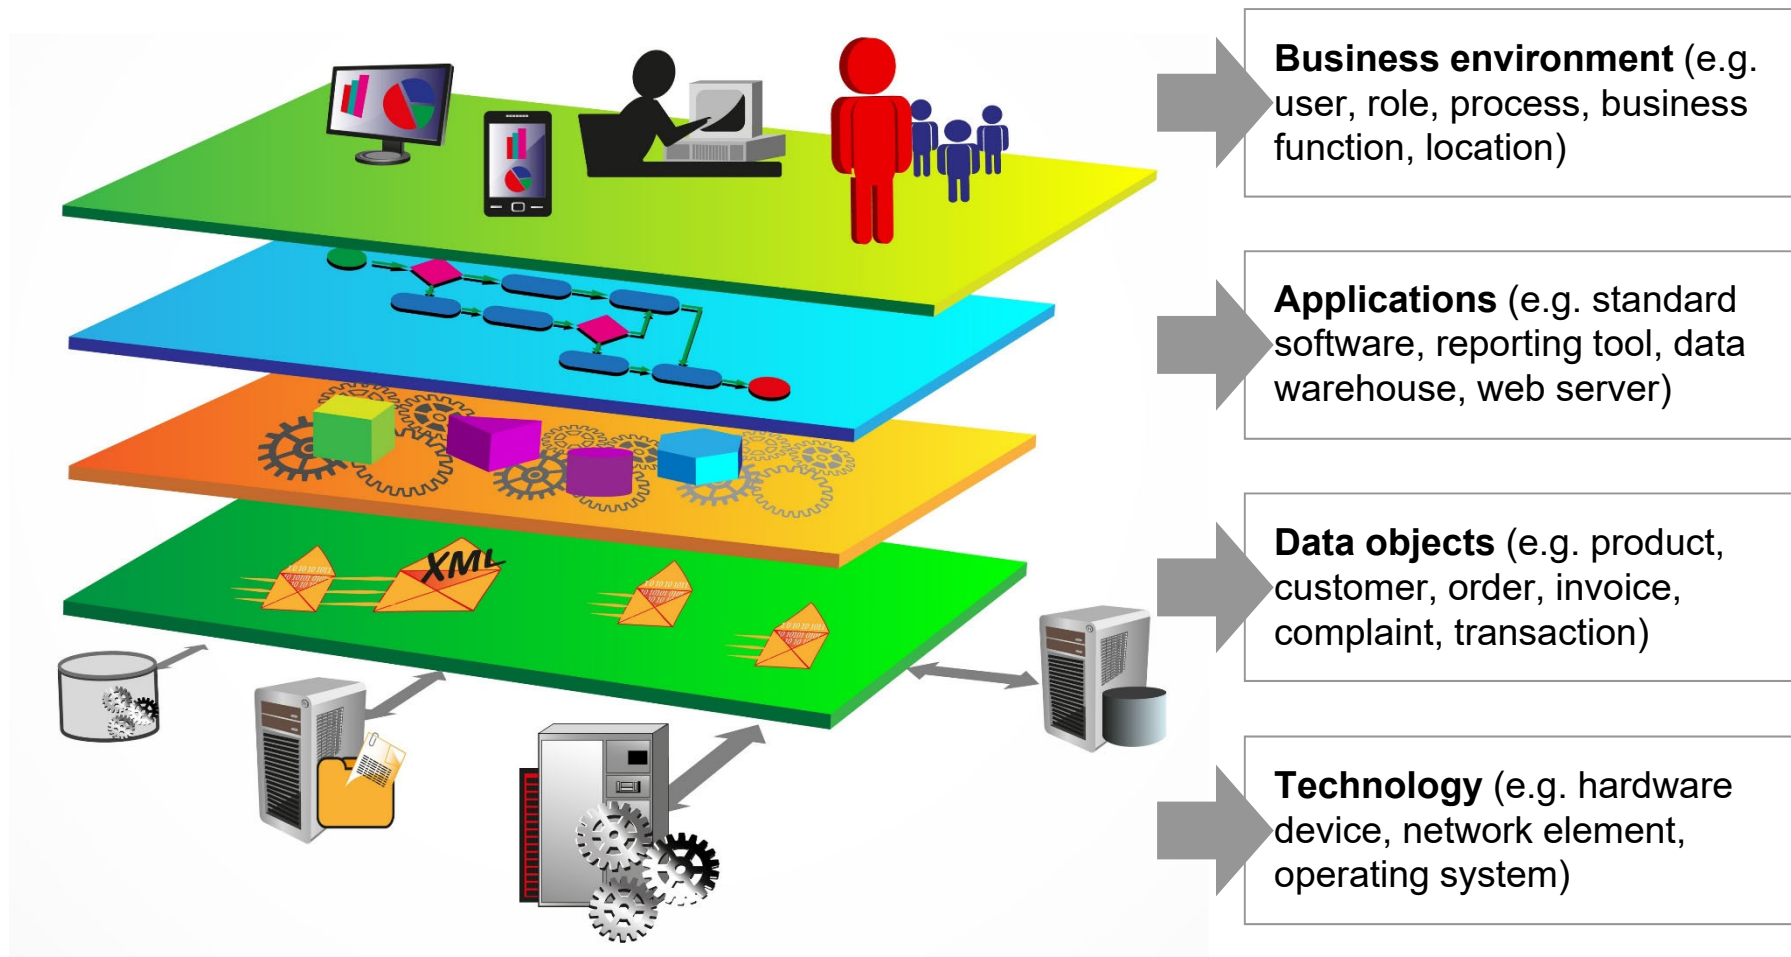 Business environment (e.g.
user, role, process, business
function, location)
Applications (e.g. standard
software, reporting tool, data
warehouse, web server)
XML
Data objects (e.g. product,
customer, order, invoice,
complaint, transaction)
Technology (e.g. hardware
device, network element,
operating system)